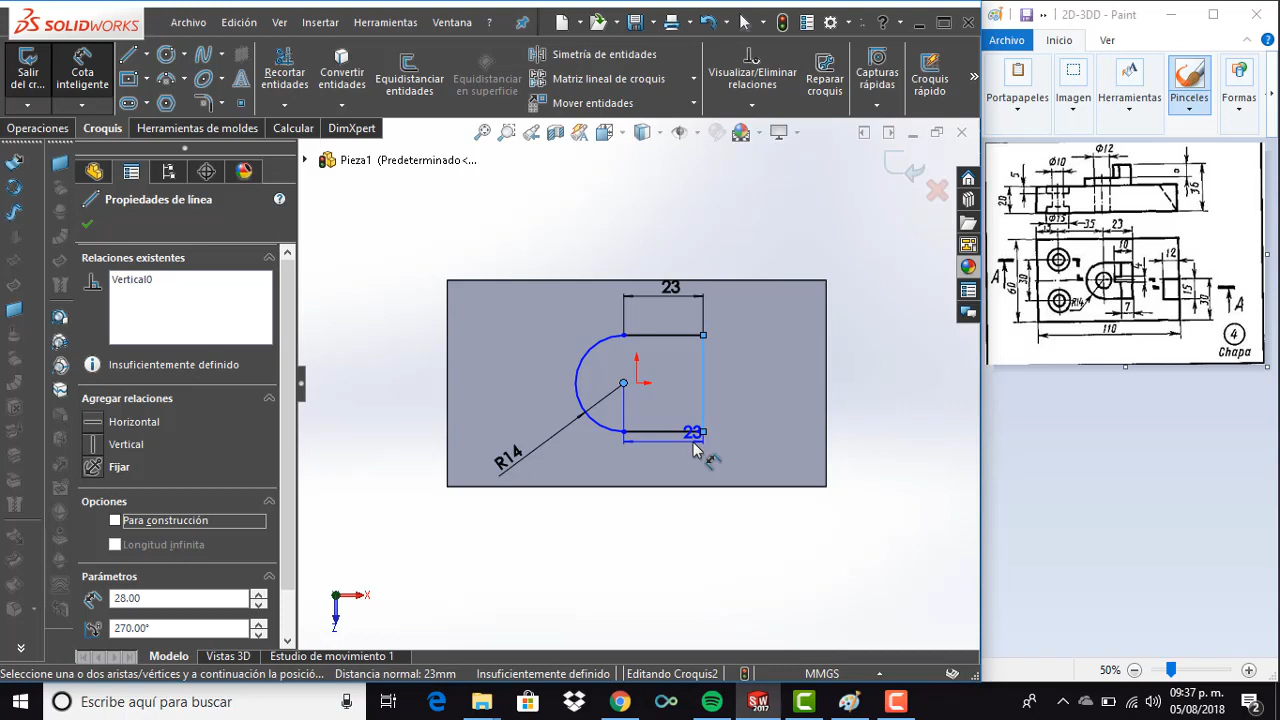 SOLIDWORKS
Archivo Edición Ver Insertar Herramientas Ventana ?
2D-3DD - Paint
Archivo Inicio Ver
Salir del cr...
Cota inteligente
Recortar entidades
Convertir entidades
Equidistanciar entidades
Equidistanciar en superficie
Simetría de entidades
Matriz lineal de croquis
Mover entidades
Visualizar/Eliminar relaciones
Reparar croquis
Capturas rápidas
Croquis rápido
Portapapeles
Imagen
Herramientas
Pinceles
Formas
Operaciones Croquis Herramientas de moldes Calcular DimXpert
Pieza1 (Predeterminado<...
Propiedades de línea
Relaciones existentes
Vertical0
Insuficientemente definido
Agregar relaciones
Horizontal
Vertical
Fijar
Opciones
Para construcción
Longitud infinita
Parámetros
28.00
270.00°
23
23
R14
X
Z
Φ10 Φ12
5
20
8
36
Φ15
35 23
10
12
A
60
30
4
R14
7
15
30
A
110
4
Chapa
Modelo Vistas 3D Estudio de movimiento 1
Seleccione una o dos aristas/vértices y a continuación la posició... Distancia normal: 23mm Insuficientemente definido Editando Croquis2 MMGS
50%
Escribe aquí para buscar
SW
2017
09:37 p. m.
05/08/2018
2